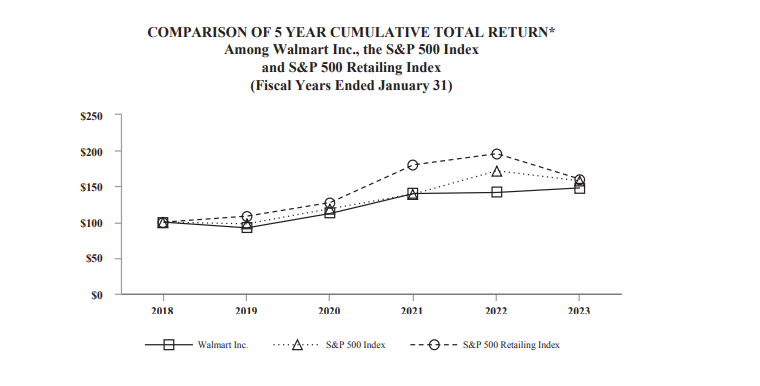 COMPARISON OF 5 YEAR CUMULATIVE TOTAL RETURN*
Among Walmart Inc., the S&P 500 Index
and S&P 500 Retailing Index
(Fiscal Years Ended January 31)
$250
$200
$150
$100
$50
$0
2018 2019 2020 2021 2022 2023
Walmart Inc. S&P 500 Index S&P 500 Retailing Index